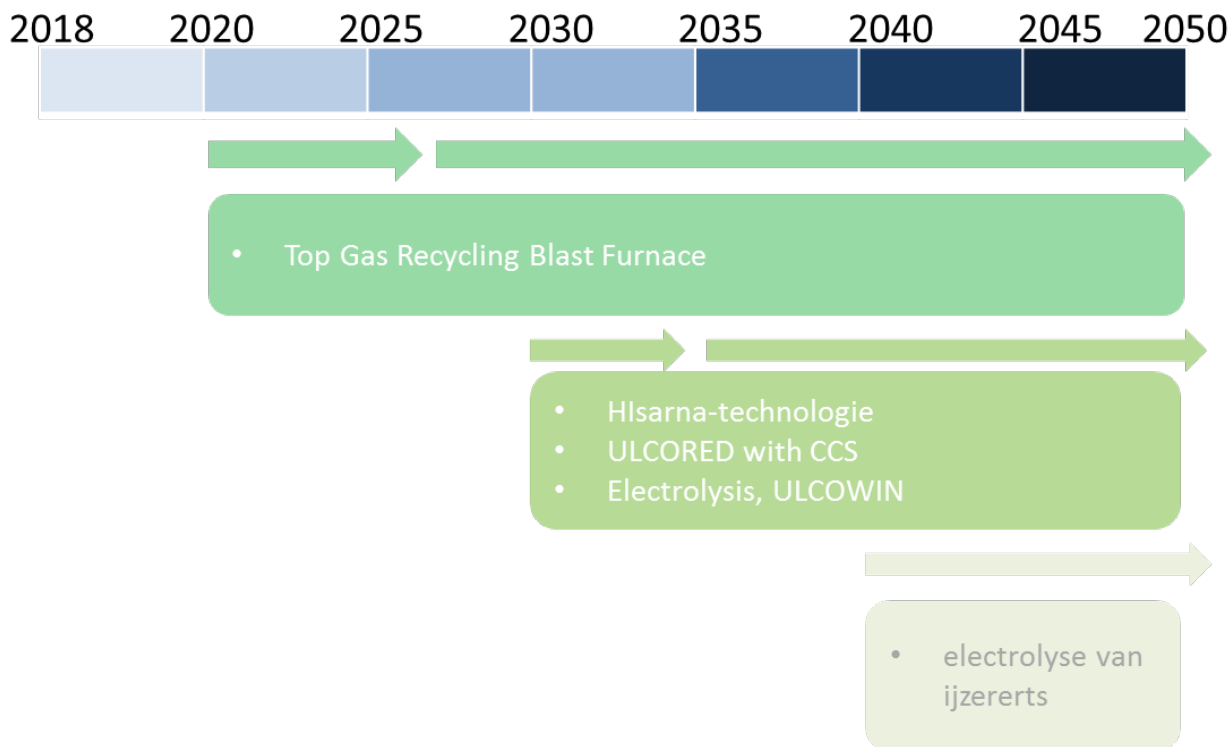 2018 2020 2025 2030 2035 2040 2045 2050
• Top Gas Recycling Blast Furnace
• HIsarna-technologie
• ULCORED with CCS
• Electrolysis, ULCOWIN
• electrolyse van
ijzererts